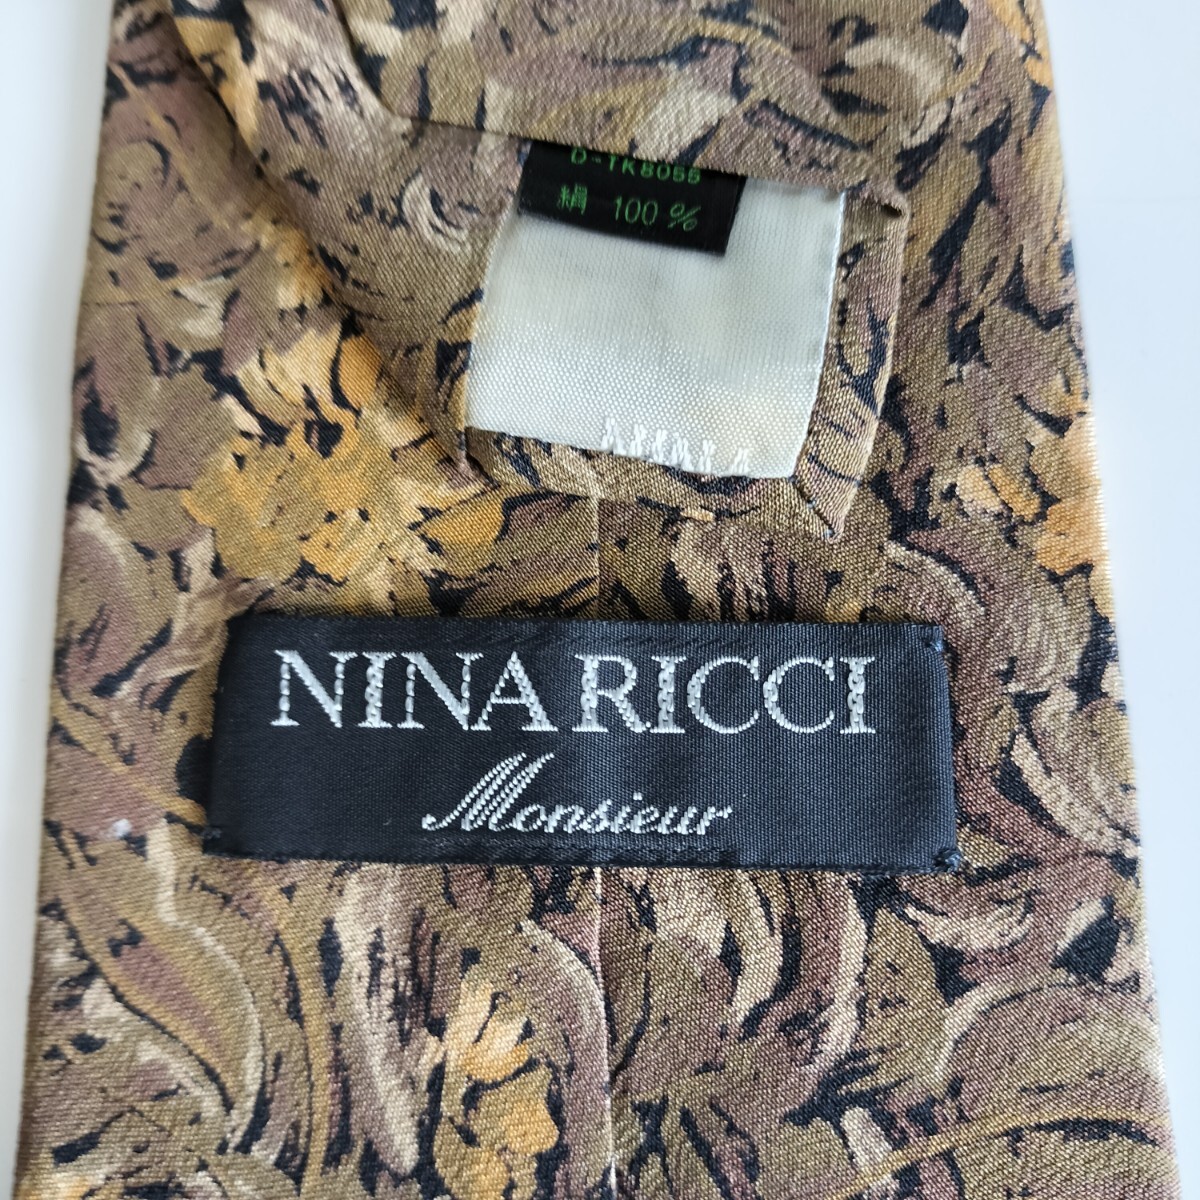 D-TK8055
絹 100%
NINA RICCI
Monsieur